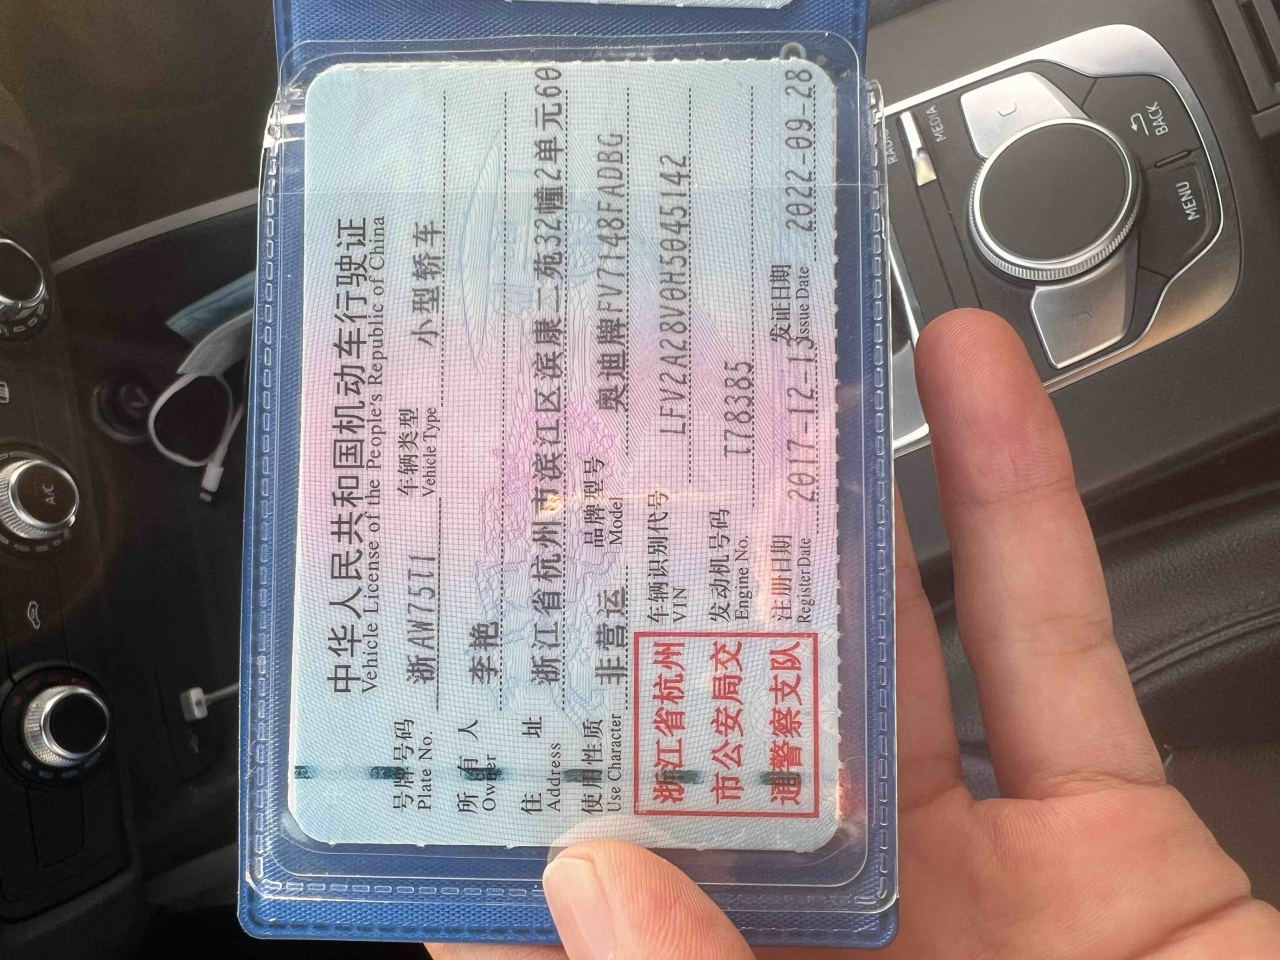 中华人民共和国机动车行驶证
Vehicle License of the People's Republic of China
号牌号码 浙AW75T1 车辆类型 小型轿车
Plate No. Vehicle Type
所有人 李艳
Owner
住址 浙江省杭州市滨江区滨康二苑32幢2单元60
Address
使用性质 非营运 品牌型号 奥迪牌FV7148FADBG
Use Character Model
车辆识别代号 LFV2A28V0H5045142
VIN
发动机号码 T78385
Engine No.
注册日期 2017-12-13 发证日期 2022-09-28
Register Date Issue Date
浙江省杭州
市公安局交
通警察支队
RADIO
MEDIA
BACK
MENU
A/C